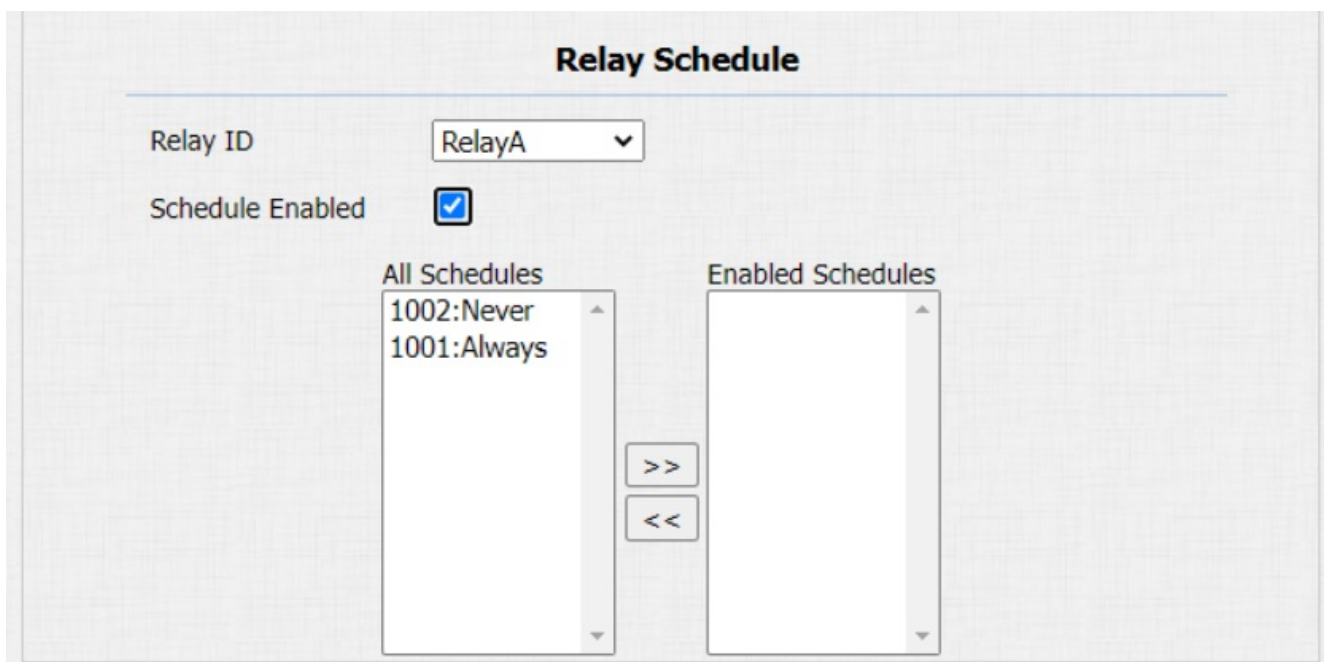 Relay Schedule
Relay ID RelayA
Schedule Enabled
All Schedules Enabled Schedules
1002:Never
1001:Always
>>
<<